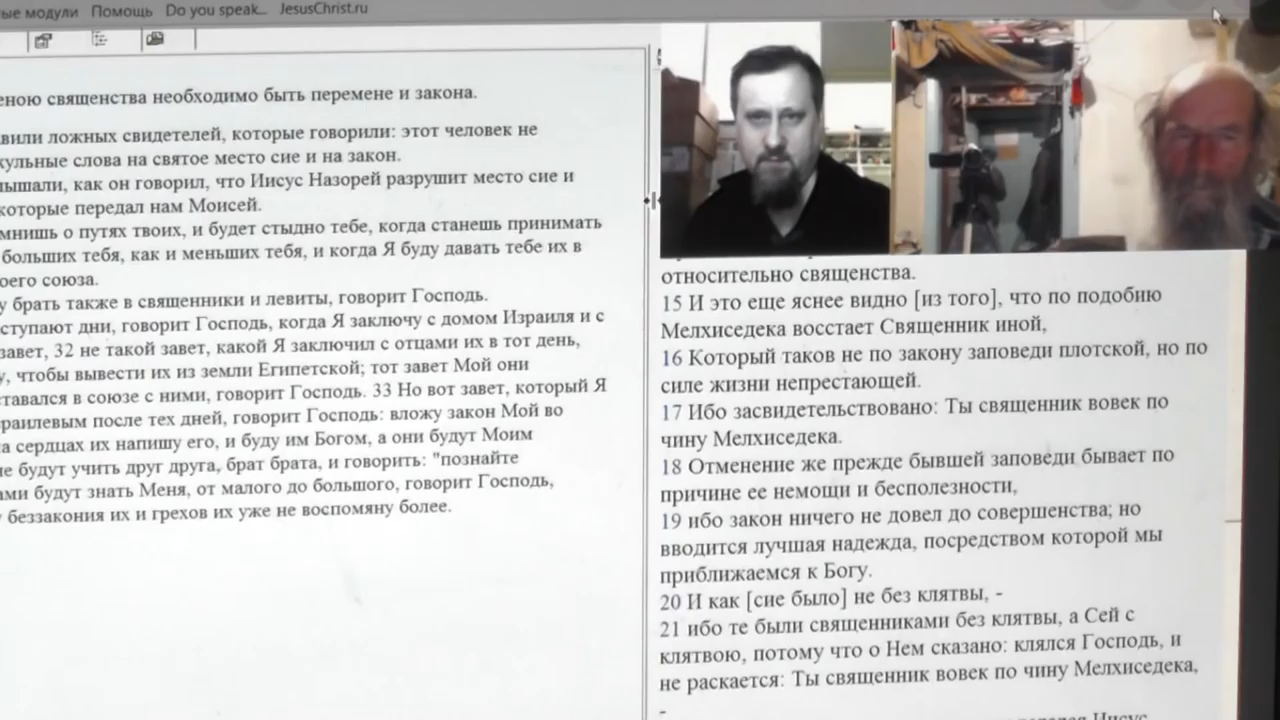 ые модули Помощь Do you speak... JesusChrist.ru
еною священства необходимо быть перемене и закона.
авили ложных свидетелей, которые говорили: этот человек не
хульные слова на святое место сие и на закон.
лышали, как он говорил, что Иисус Назорей разрушит место сие и
которые передал нам Моисей.
мнишь о путях твоих, и будет стыдно тебе, когда станешь принимать
больших тебя, как и меньших тебя, и когда Я буду давать тебе их в
оего союза.
у брать также в священники и левиты, говорит Господь.
ступают дни, говорит Господь, когда Я заключу с домом Израиля и с
завет, 32 не такой завет, какой Я заключил с отцами их в тот день,
у, чтобы вывести их из земли Египетской; тот завет Мой они
ставался в союзе с ними, говорит Господь. 33 Но вот завет, который Я
раилевым после тех дней, говорит Господь: вложу закон Мой во
а сердцах их напишу его, и буду им Богом, а они будут Моим
не будут учить друг друга, брат брата, и говорить: "познайте
ами будут знать Меня, от малого до большого, говорит Господь,
у беззакония их и грехов их уже не воспомяну более.
относительно священства.
15 И это еще яснее видно [из того], что по подобию
Мелхиседека восстает Священник иной,
16 Который таков не по закону заповеди плотской, но по
силе жизни непрестающей.
17 Ибо засвидетельствовано: Ты священник вовек по
чину Мелхиседека.
18 Отменение же прежде бывшей заповеди бывает по
причине ее немощи и бесполезности,
19 ибо закон ничего не довел до совершенства; но
вводится лучшая надежда, посредством которой мы
приближаемся к Богу.
20 И как [сие было] не без клятвы, -
21 ибо те были священниками без клятвы, а Сей с
клятвою, потому что о Нем сказано: клялся Господь, и
не раскается: Ты священник вовек по чину Мелхиседека,
-